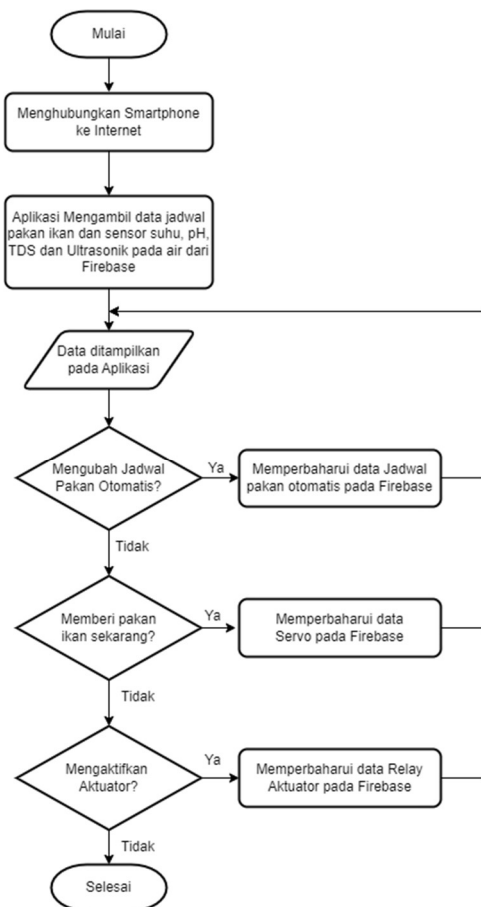 Mulai
Menghubungkan Smartphone
ke Internet
Aplikasi Mengambil data jadwal
pakan ikan dan sensor suhu, pH,
TDS dan Ultrasonik pada air dari
Firebase
Data ditampilkan
pada Aplikasi
Mengubah Jadwal
Pakan Otomatis?
Ya
Memperbaharui data Jadwal
pakan otomatis pada Firebase
Tidak
Memberi pakan
ikan sekarang?
Ya
Memperbaharui data
Servo pada Firebase
Tidak
Mengaktifkan
Aktuator?
Ya
Memperbaharui data Relay
Aktuator pada Firebase
Tidak
Selesai